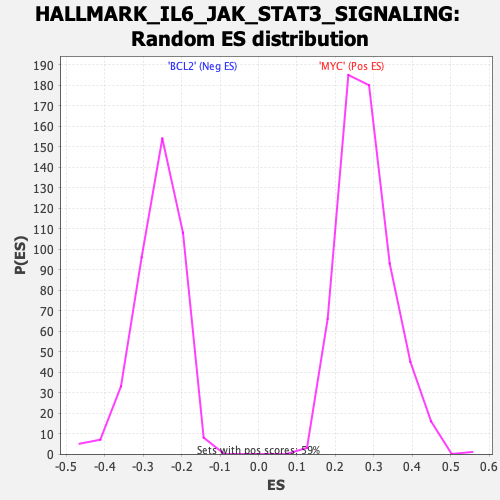 HALLMARK_IL6_JAK_STAT3_SIGNALING:
Random ES distribution
'BCL2' (Neg ES)
'MYC' (Pos ES)
190
180
170
160
150
140
130
120
110
100
90
80
70
60
50
40
30
20
10
0
P(ES)
Sets with pos scores: 59%
-0.5 -0.4 -0.3 -0.2 -0.1 0.0 0.1 0.2 0.3 0.4 0.5 0.6
ES